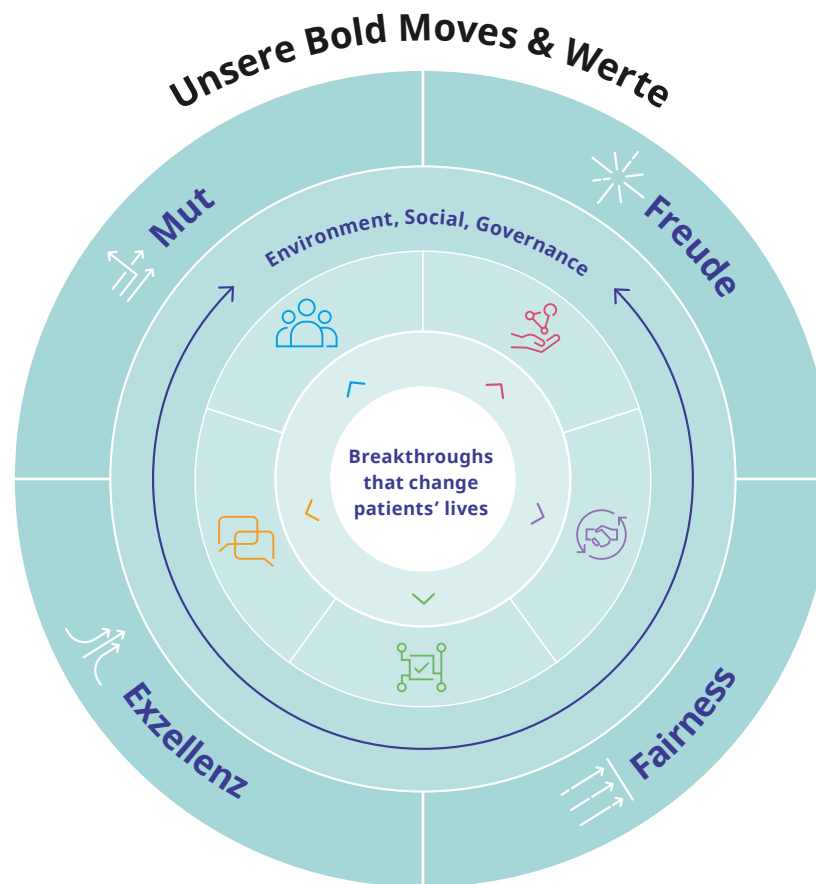 Unsere Bold Moves & Werte
Mut
Freude
Environment, Social, Governance
Breakthroughs
that change
patients’ lives
Exzellenz
Fairness